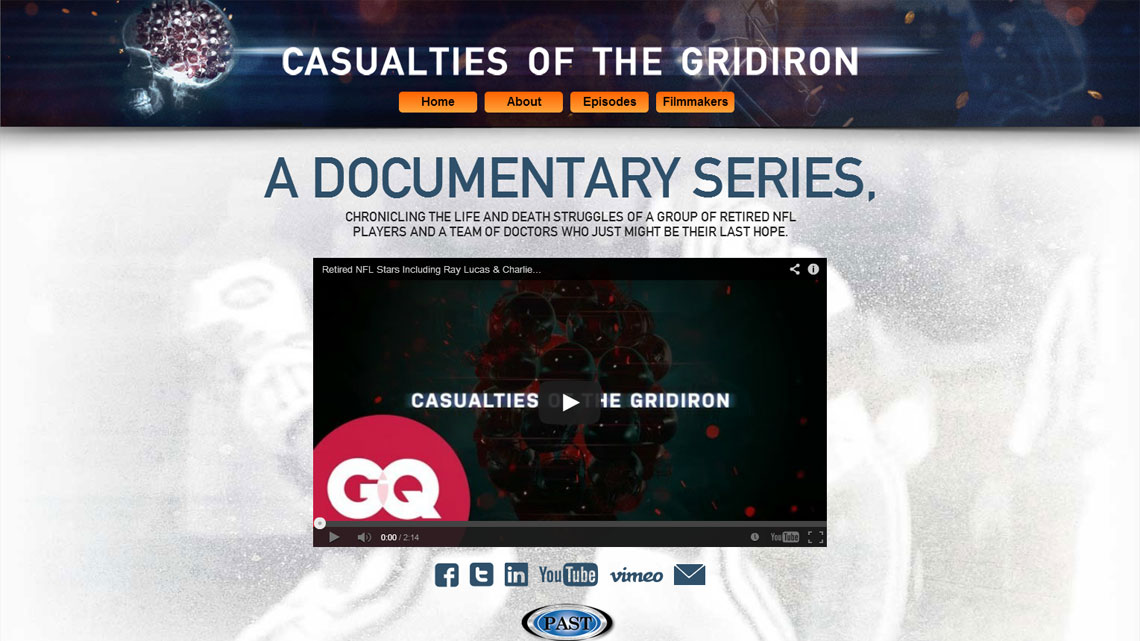 CASUALTIES OF THE GRIDIRON
Home
About
Episodes
Filmmakers
A DOCUMENTARY SERIES,
CHRONICLING THE LIFE AND DEATH STRUGGLES OF A GROUP OF RETIRED NFL
PLAYERS AND A TEAM OF DOCTORS WHO JUST MIGHT BE THEIR LAST HOPE.
Retired NFL Stars Including Ray Lucas & Charlie...
CASUALTIES OF THE GRIDIRON
GQ
0:00 / 2:14
YouTube
YouTube
vimeo
PAST